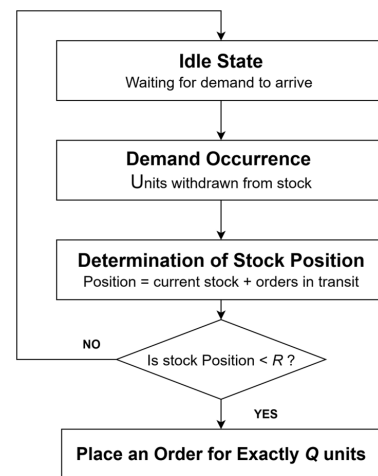 Idle State
Waiting for demand to arrive
Demand Occurrence
Units withdrawn from stock
Determination of Stock Position
Position = current stock + orders in transit
Is stock Position < R ?
NO
YES
Place an Order for Exactly Q units